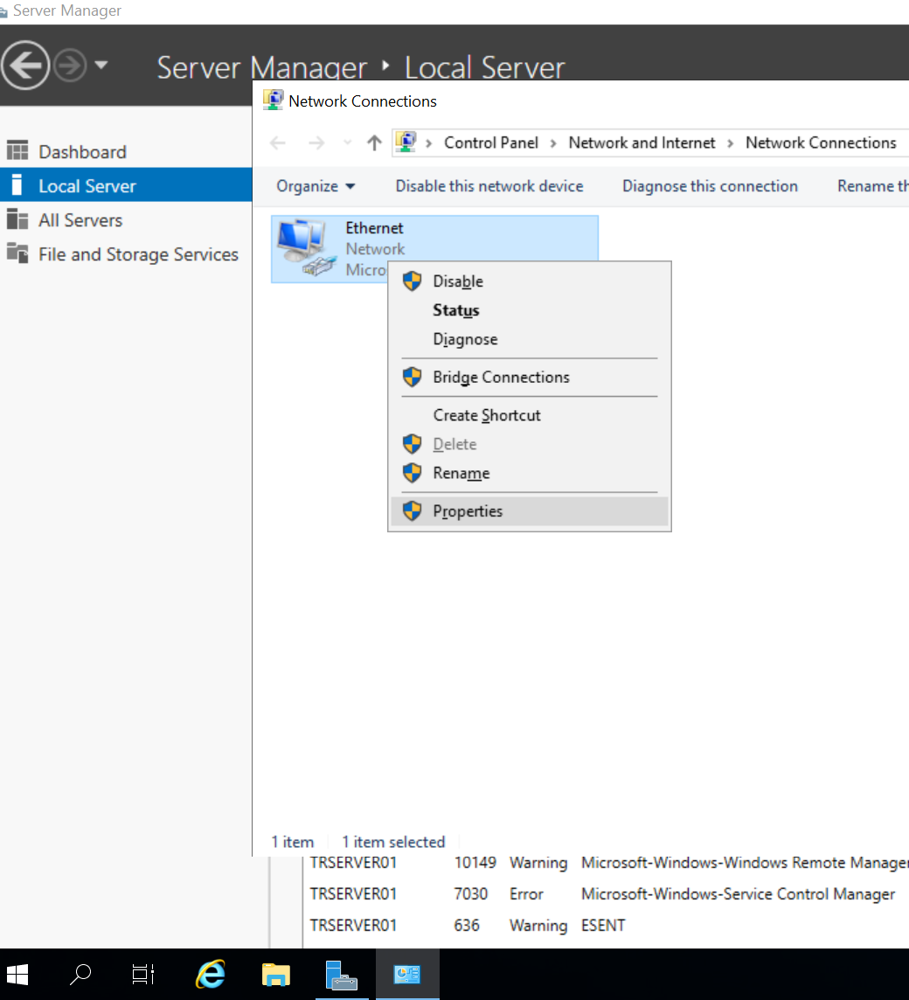 Server Manager
Server Manager Local Server
Network Connections
Control Panel Network and Internet Network Connections
Dashboard
Local Server
All Servers
File and Storage Services
Organize Disable this network device Diagnose this connection Rename th
Ethernet
Network
Micro
Disable
Status
Diagnose
Bridge Connections
Create Shortcut
Delete
Rename
Properties
1 item 1 item selected
TRSERVER01 10149 Warning Microsoft-Windows-Windows Remote Manager
TRSERVER01 7030 Error Microsoft-Windows-Service Control Manager
TRSERVER01 636 Warning ESENT